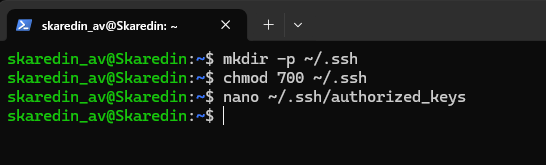 skaredin_av@Skaredin: ~
skaredin_av@Skaredin:~$ mkdir -p ~/.ssh
skaredin_av@Skaredin:~$ chmod 700 ~/.ssh
skaredin_av@Skaredin:~$ nano ~/.ssh/authorized_keys
skaredin_av@Skaredin:~$